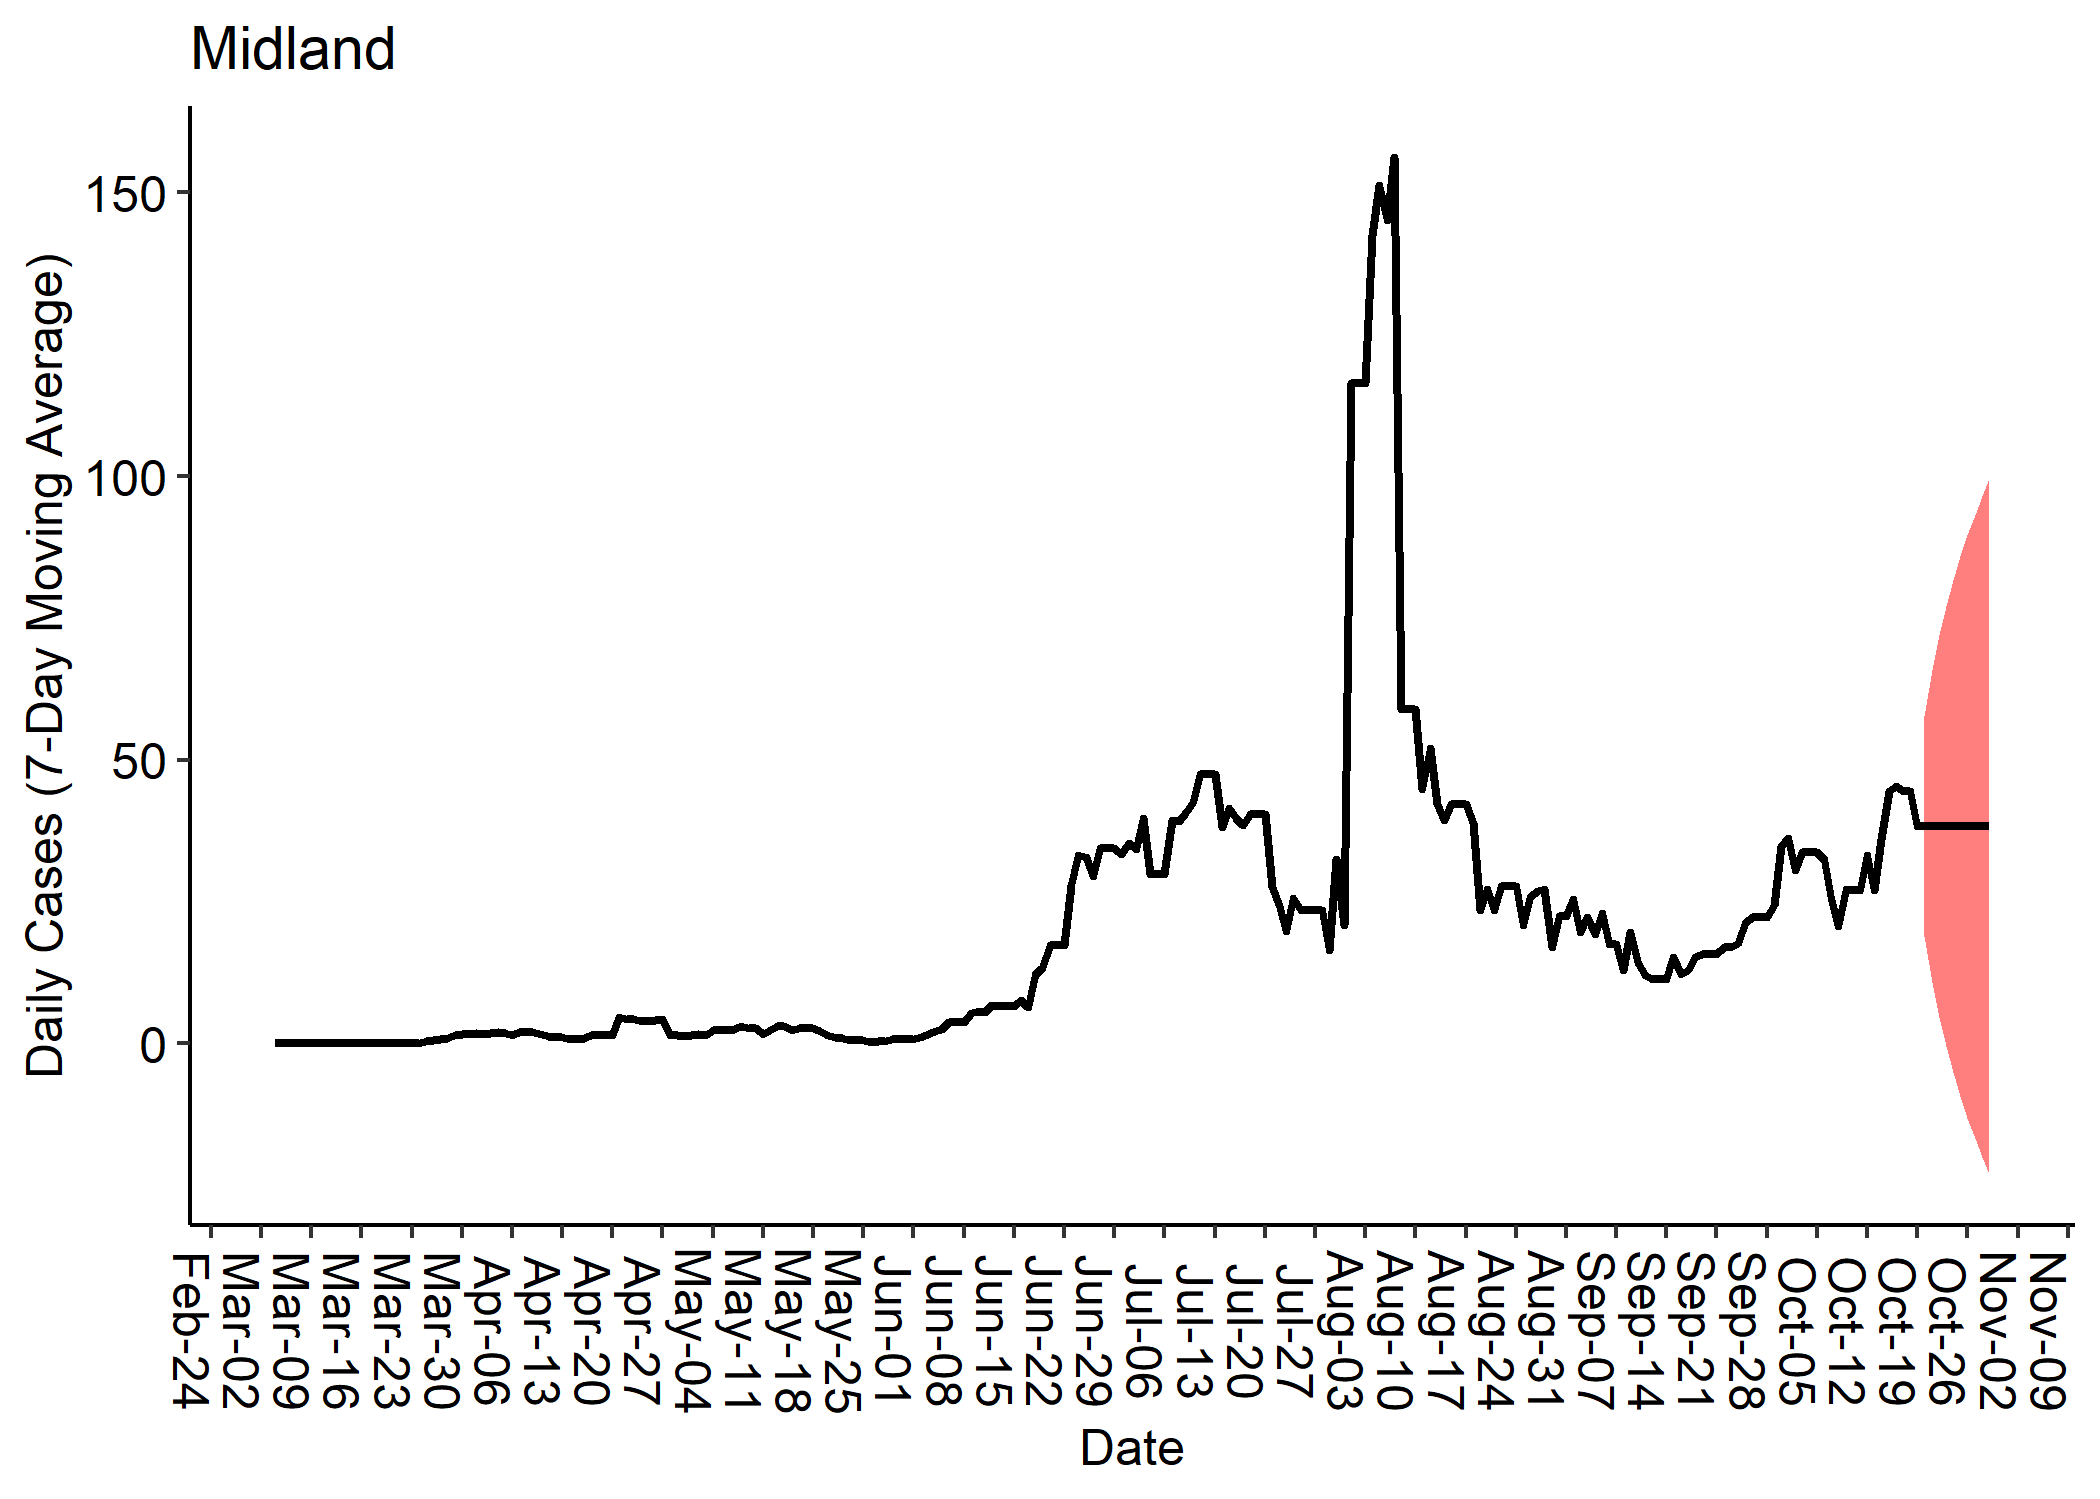 Midland
Daily Cases (7-Day Moving Average)
150
100
50
0
Feb-24
Mar-02
Mar-09
Mar-16
Mar-23
Mar-30
Apr-06
Apr-13
Apr-20
Apr-27
May-04
May-11
May-18
May-25
Jun-01
Jun-08
Jun-15
Jun-22
Jun-29
Jul-06
Jul-13
Jul-20
Jul-27
Aug-03
Aug-10
Aug-17
Aug-24
Aug-31
Sep-07
Sep-14
Sep-21
Sep-28
Oct-05
Oct-12
Oct-19
Oct-26
Nov-02
Nov-09
Date